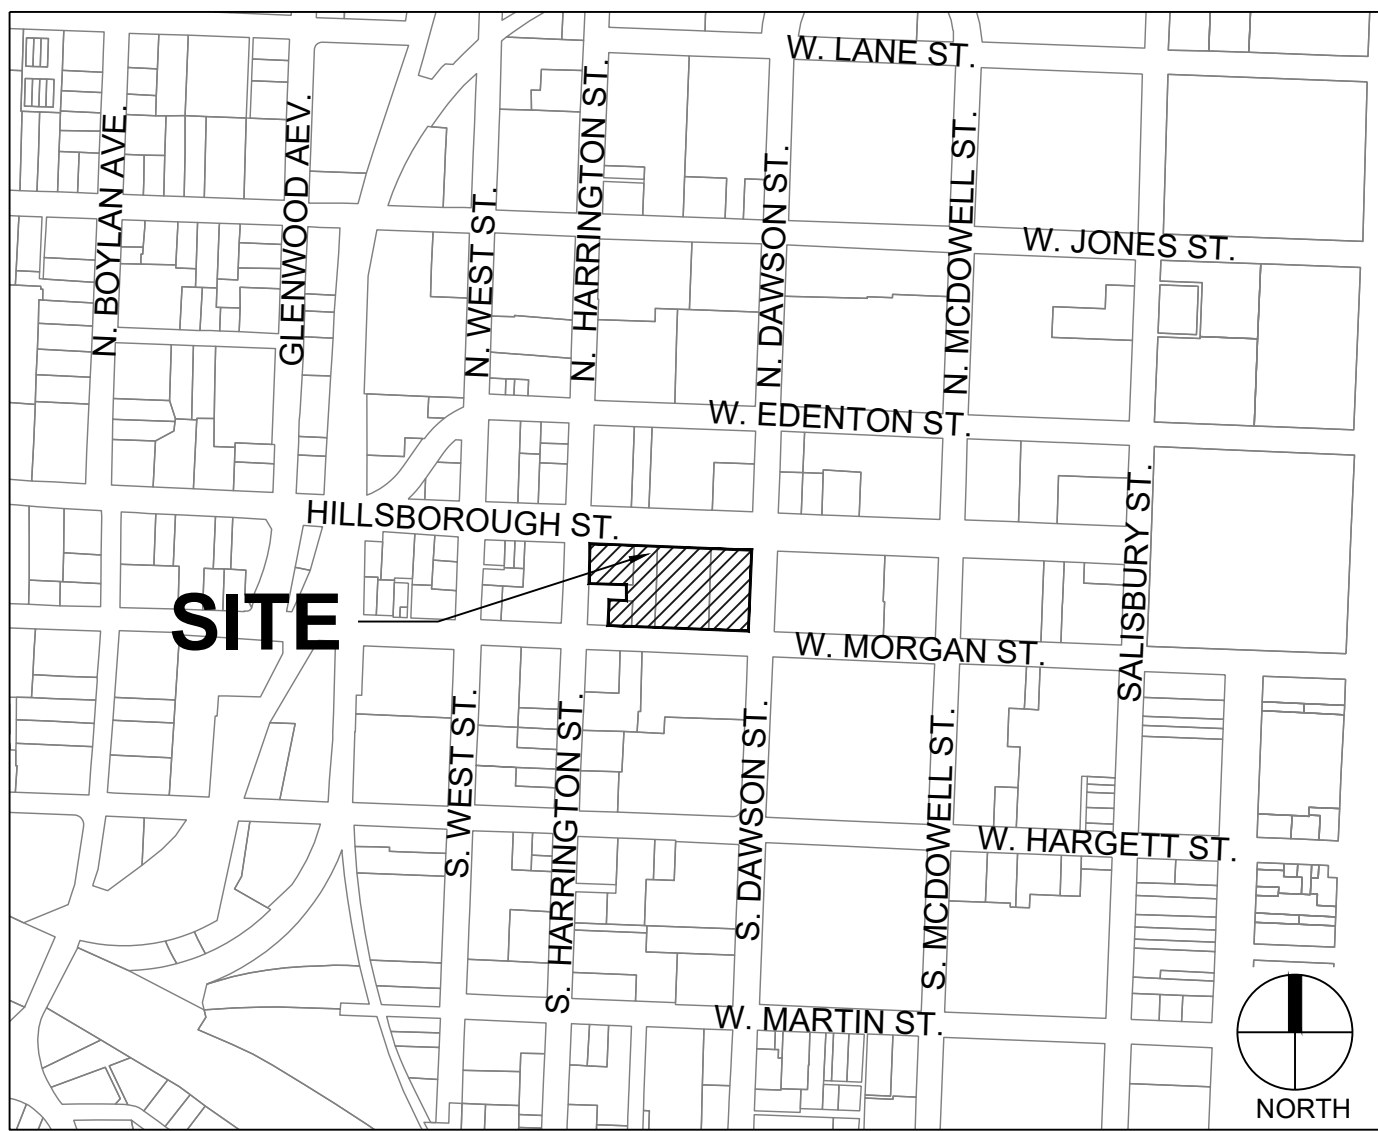 W. LANE ST.
N. BOYLAN AVE.
GLENWOOD AEV.
N. WEST ST.
N. HARRINGTON ST.
N. DAWSON ST.
N. MCDOWELL ST.
W. JONES ST.
W. EDENTON ST.
HILLSBOROUGH ST.
SITE
W. MORGAN ST.
SALISBURY ST.
S. WEST ST.
S. HARRINGTON ST.
S. DAWSON ST.
S. MCDOWELL ST.
W. HARGETT ST.
W. MARTIN ST.
NORTH